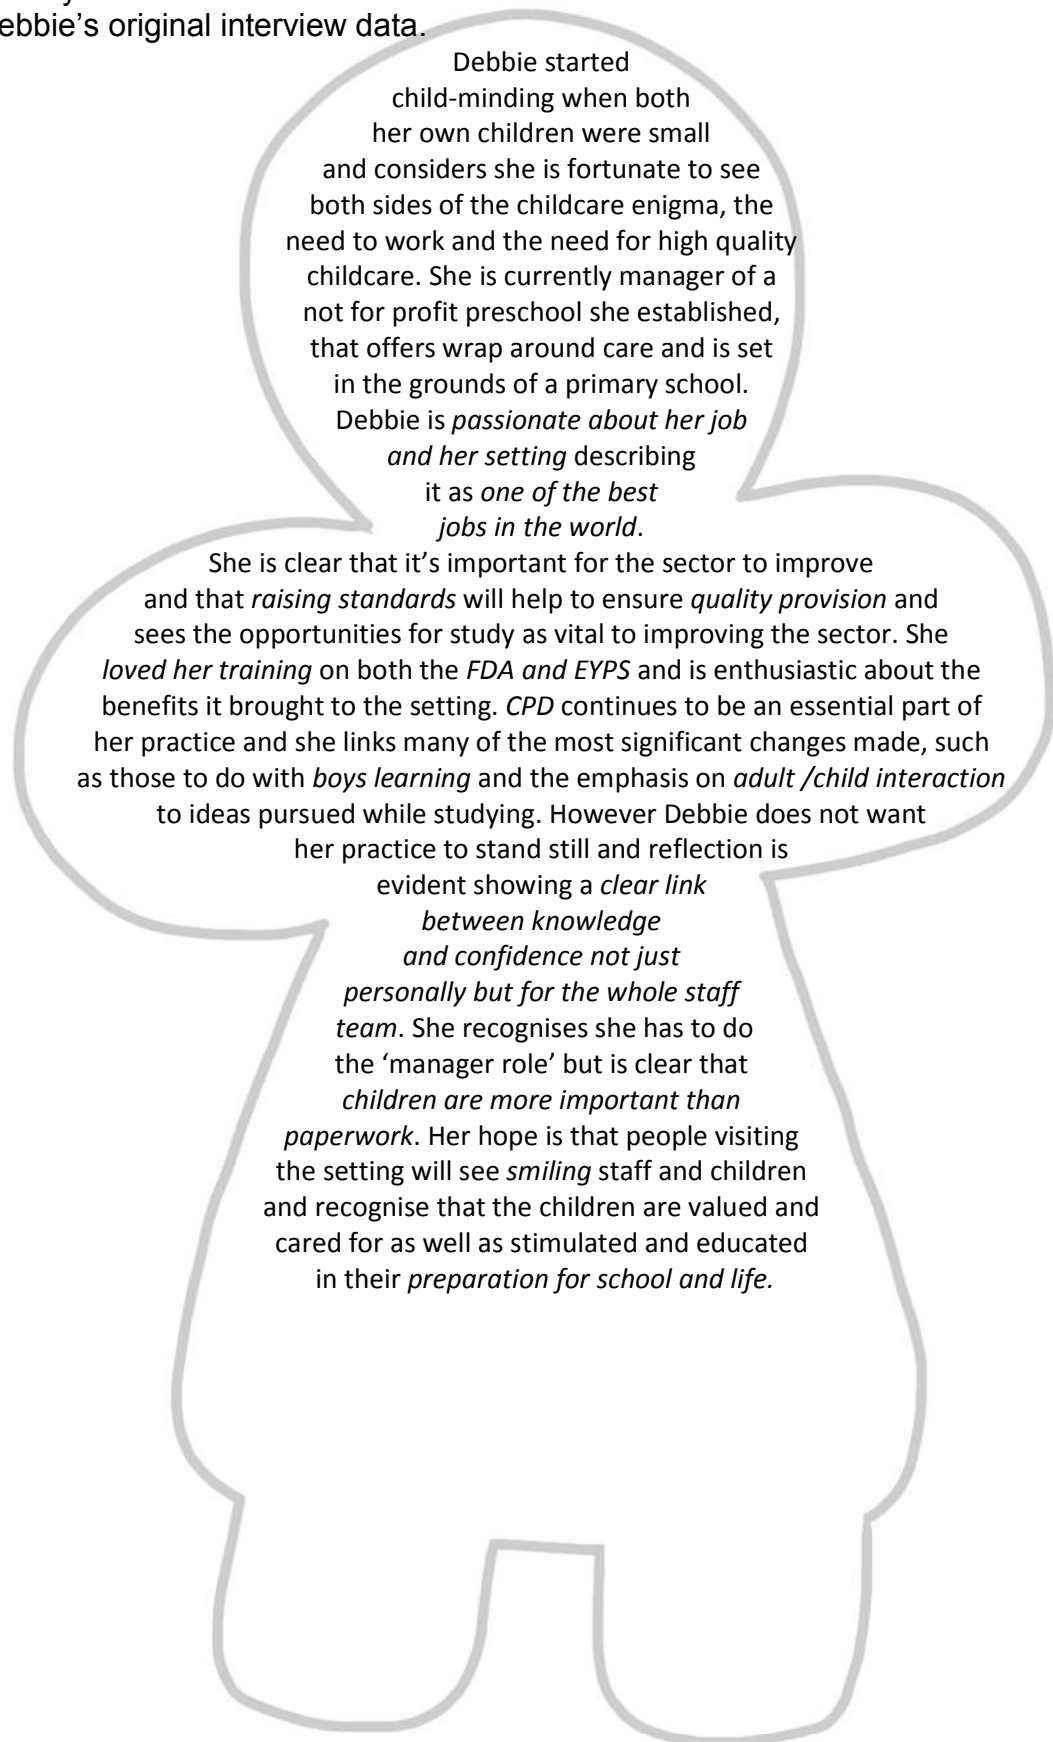 ebbie’s original interview data.
Debbie started
child-minding when both
her own children were small
and considers she is fortunate to see
both sides of the childcare enigma, the
need to work and the need for high quality
childcare. She is currently manager of a
not for profit preschool she established,
that offers wrap around care and is set
in the grounds of a primary school.
Debbie is passionate about her job
and her setting describing
it as one of the best
jobs in the world.
She is clear that it’s important for the sector to improve
and that raising standards will help to ensure quality provision and
sees the opportunities for study as vital to improving the sector. She
loved her training on both the FDA and EYPS and is enthusiastic about the
benefits it brought to the setting. CPD continues to be an essential part of
her practice and she links many of the most significant changes made, such
as those to do with boys learning and the emphasis on adult /child interaction
to ideas pursued while studying. However Debbie does not want
her practice to stand still and reflection is
evident showing a clear link
between knowledge
and confidence not just
personally but for the whole staff
team. She recognises she has to do
the ‘manager role’ but is clear that
children are more important than
paperwork. Her hope is that people visiting
the setting will see smiling staff and children
and recognise that the children are valued and
cared for as well as stimulated and educated
in their preparation for school and life.